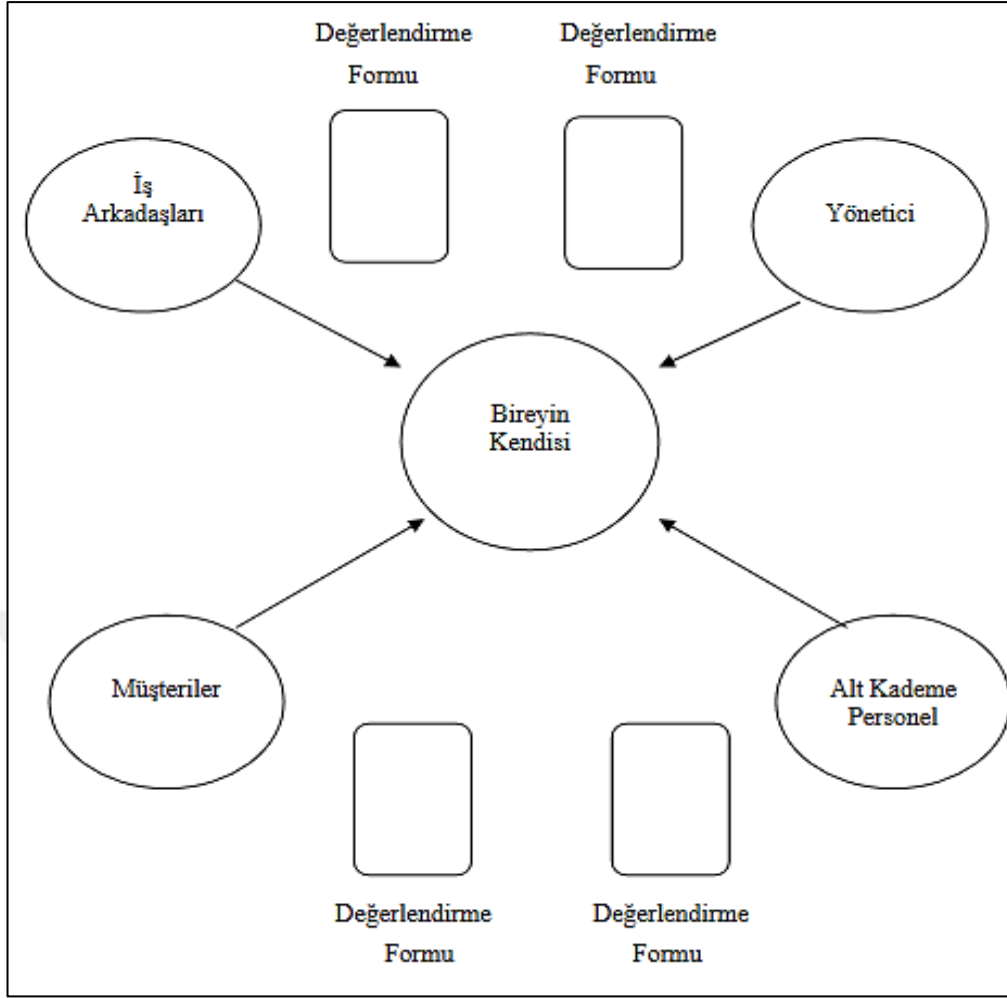 Değerlendirme
Formu
Değerlendirme
Formu
İş
Arkadaşları
Yönetici
Bireyin
Kendisi
Müşteriler
Alt Kademe
Personel
Değerlendirme
Formu
Değerlendirme
Formu